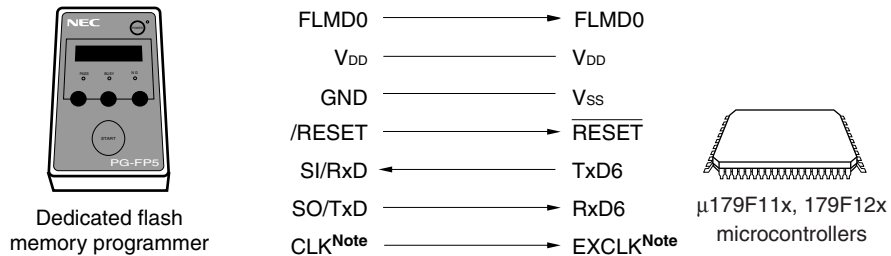 NEC
START
PG-FP5
Dedicated flash
memory programmer
FLMD0 FLMD0
VDD VDD
GND VSS
/RESET RESET
SI/RxD TxD6
SO/TxD RxD6
CLKNote EXCLKNote
μ179F11x, 179F12x
microcontrollers